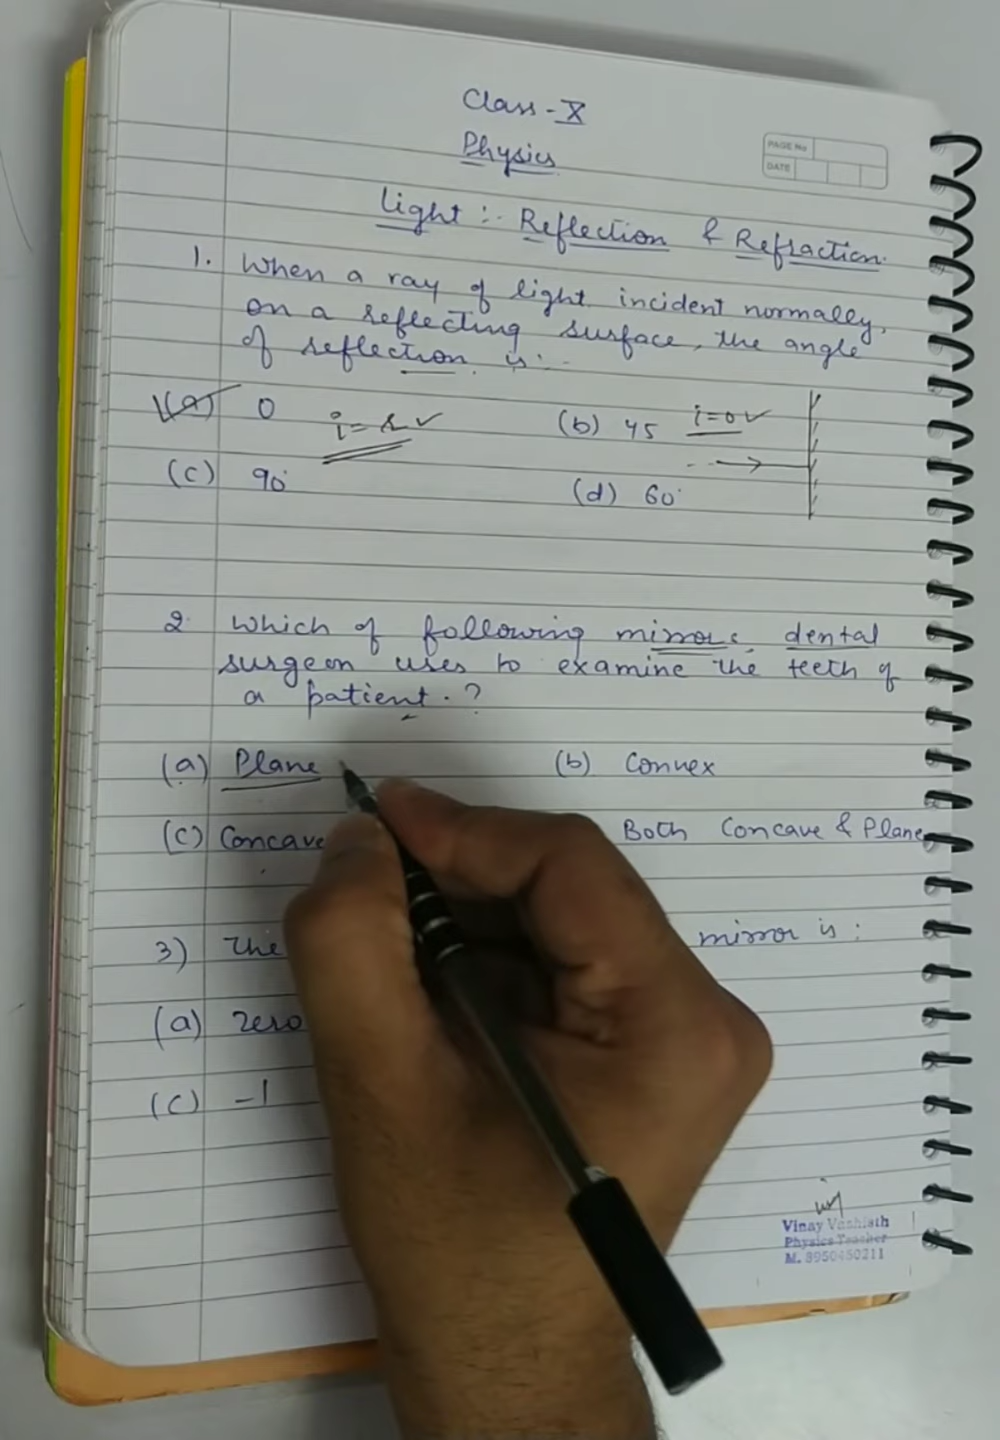 Class - X
Physics
PAGE No
DATE
Light :- Reflection & Refraction.
1. When a ray of light incident normally,
on a reflecting surface, the angle
of reflection is :-
(a) 0 i = r ✓ (b) 45 i = 0 ✓
(c) 90° (d) 60°
2. Which of following mirrors dental
surgeon uses to examine the teeth of
a patient . ?
(a) Plane (b) Convex
(c) Concave Both Concave & Plane
3) The mirror is :
(a) zero
(c) -1
Vinay Vashisth
Physics Teacher